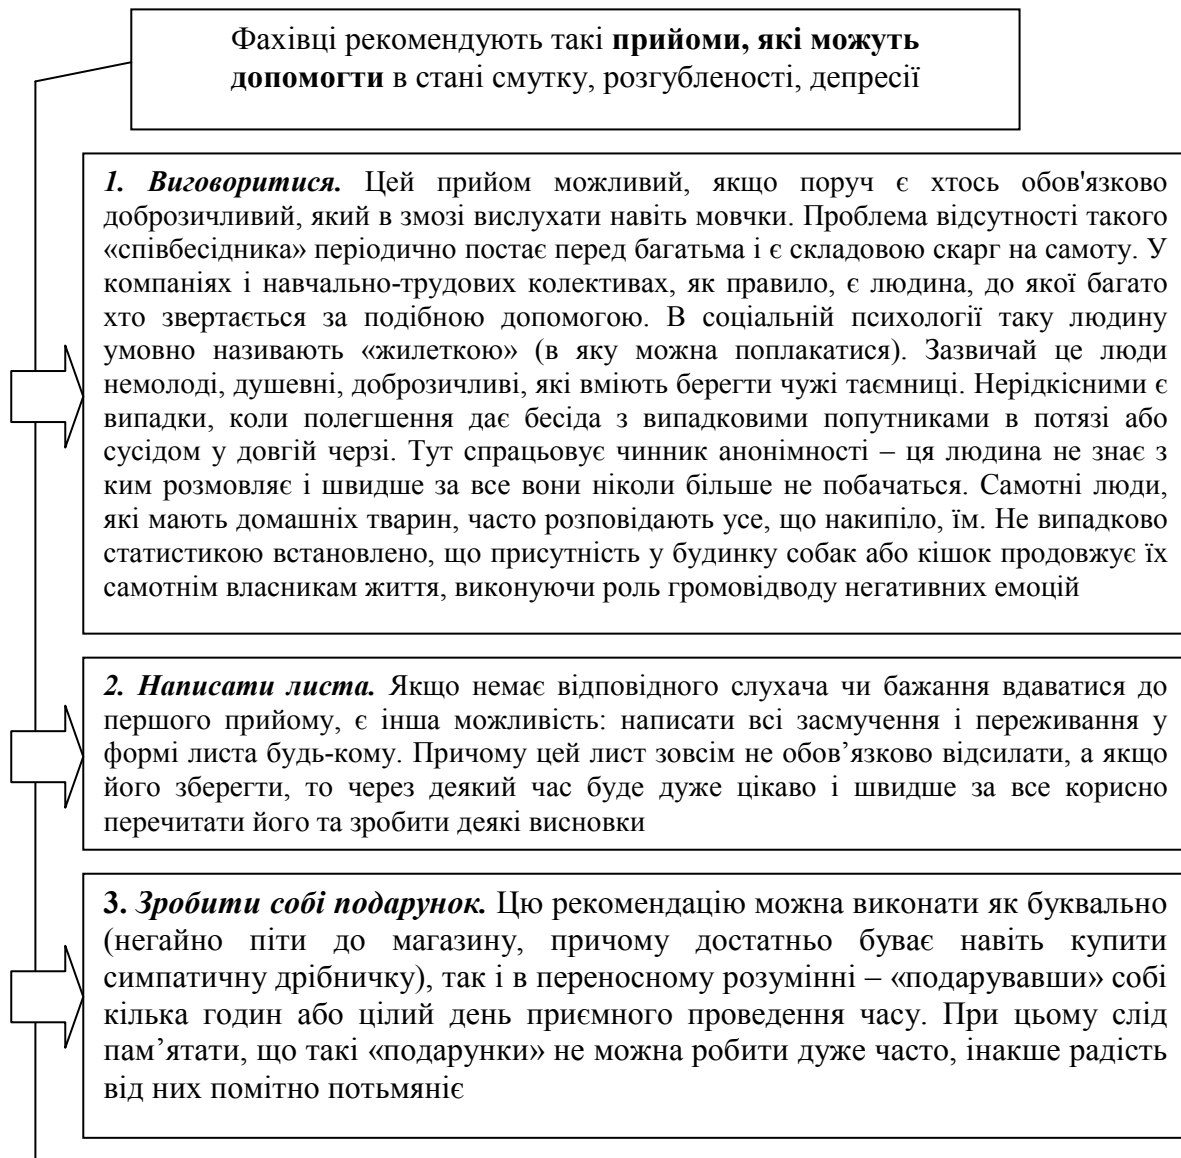 Фахівці рекомендують такі прийоми, які можуть
допомогти в стані смутку, розгубленості, депресії
1. Виговоритися. Цей прийом можливий, якщо поруч є хтось обов'язково
доброзичливий, який в змозі вислухати навіть мовчки. Проблема відсутності такого
«співбесідника» періодично постає перед багатьма і є складовою скарг на самоту. У
компаніях і навчально-трудових колективах, як правило, є людина, до якої багато
хто звертається за подібною допомогою. В соціальній психології таку людину
умовно називають «жилеткою» (в яку можна поплакатися). Зазвичай це люди
немолоді, душевні, доброзичливі, які вміють берегти чужі таємниці. Нерідкісними є
випадки, коли полегшення дає бесіда з випадковими попутниками в потязі або
сусідом у довгій черзі. Тут спрацьовує чинник анонімності – ця людина не знає з
ким розмовляє і швидше за все вони ніколи більше не побачаться. Самотні люди,
які мають домашніх тварин, часто розповідають усе, що накипіло, їм. Не випадково
статистикою встановлено, що присутність у будинку собак або кішок продовжує їх
самотнім власникам життя, виконуючи роль громовідводу негативних емоцій
2. Написати листа. Якщо немає відповідного слухача чи бажання вдаватися до
першого прийому, є інша можливість: написати всі засмучення і переживання у
формі листа будь-кому. Причому цей лист зовсім не обов’язково відсилати, а якщо
його зберегти, то через деякий час буде дуже цікаво і швидше за все корисно
перечитати його та зробити деякі висновки
3. Зробити собі подарунок. Цю рекомендацію можна виконати як буквально
(негайно піти до магазину, причому достатньо буває навіть купити
симпатичну дрібничку), так і в переносному розумінні – «подарувавши» собі
кілька годин або цілий день приємного проведення часу. При цьому слід
пам’ятати, що такі «подарунки» не можна робити дуже часто, інакше радість
від них помітно потьмяніє